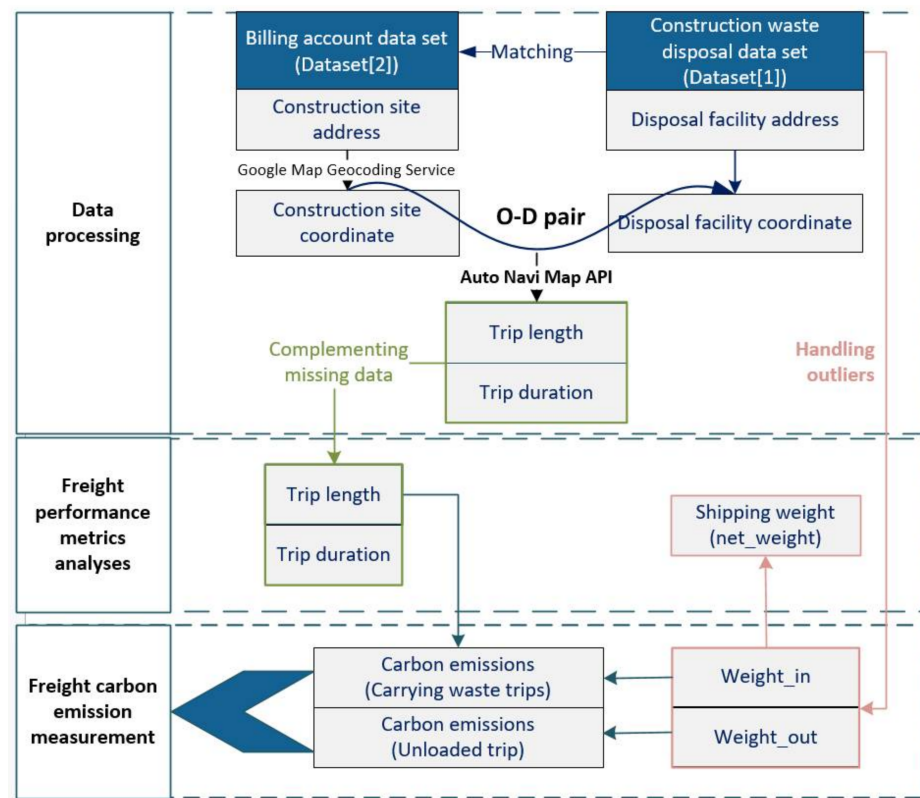 Billing account data set
(Dataset[2])
Matching
Construction waste
disposal data set
(Dataset[1])
Construction site
address
Disposal facility address
Google Map Geocoding Service
Data
processing
Construction site
coordinate
O-D pair
Disposal facility coordinate
Auto Navi Map API
Trip length
Trip duration
Complementing
missing data
Handling
outliers
Freight
performance
metrics
analyses
Trip length
Trip duration
Shipping weight
(net_weight)
Freight carbon
emission
measurement
Carbon emissions
(Carrying waste trips)
Carbon emissions
(Unloaded trip)
Weight_in
Weight_out